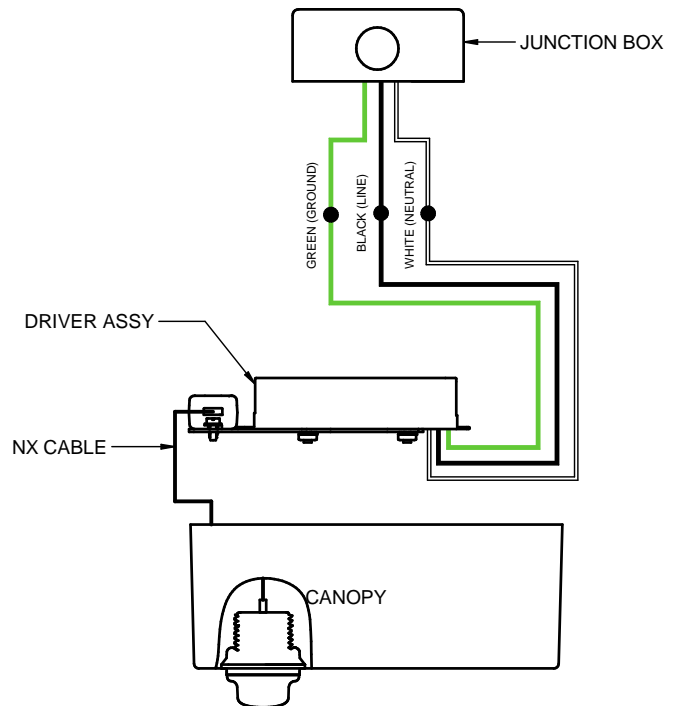 JUNCTION BOX
GREEN (GROUND)
BLACK (LINE)
WHITE (NEUTRAL)
DRIVER ASSY
NX CABLE
CANOPY